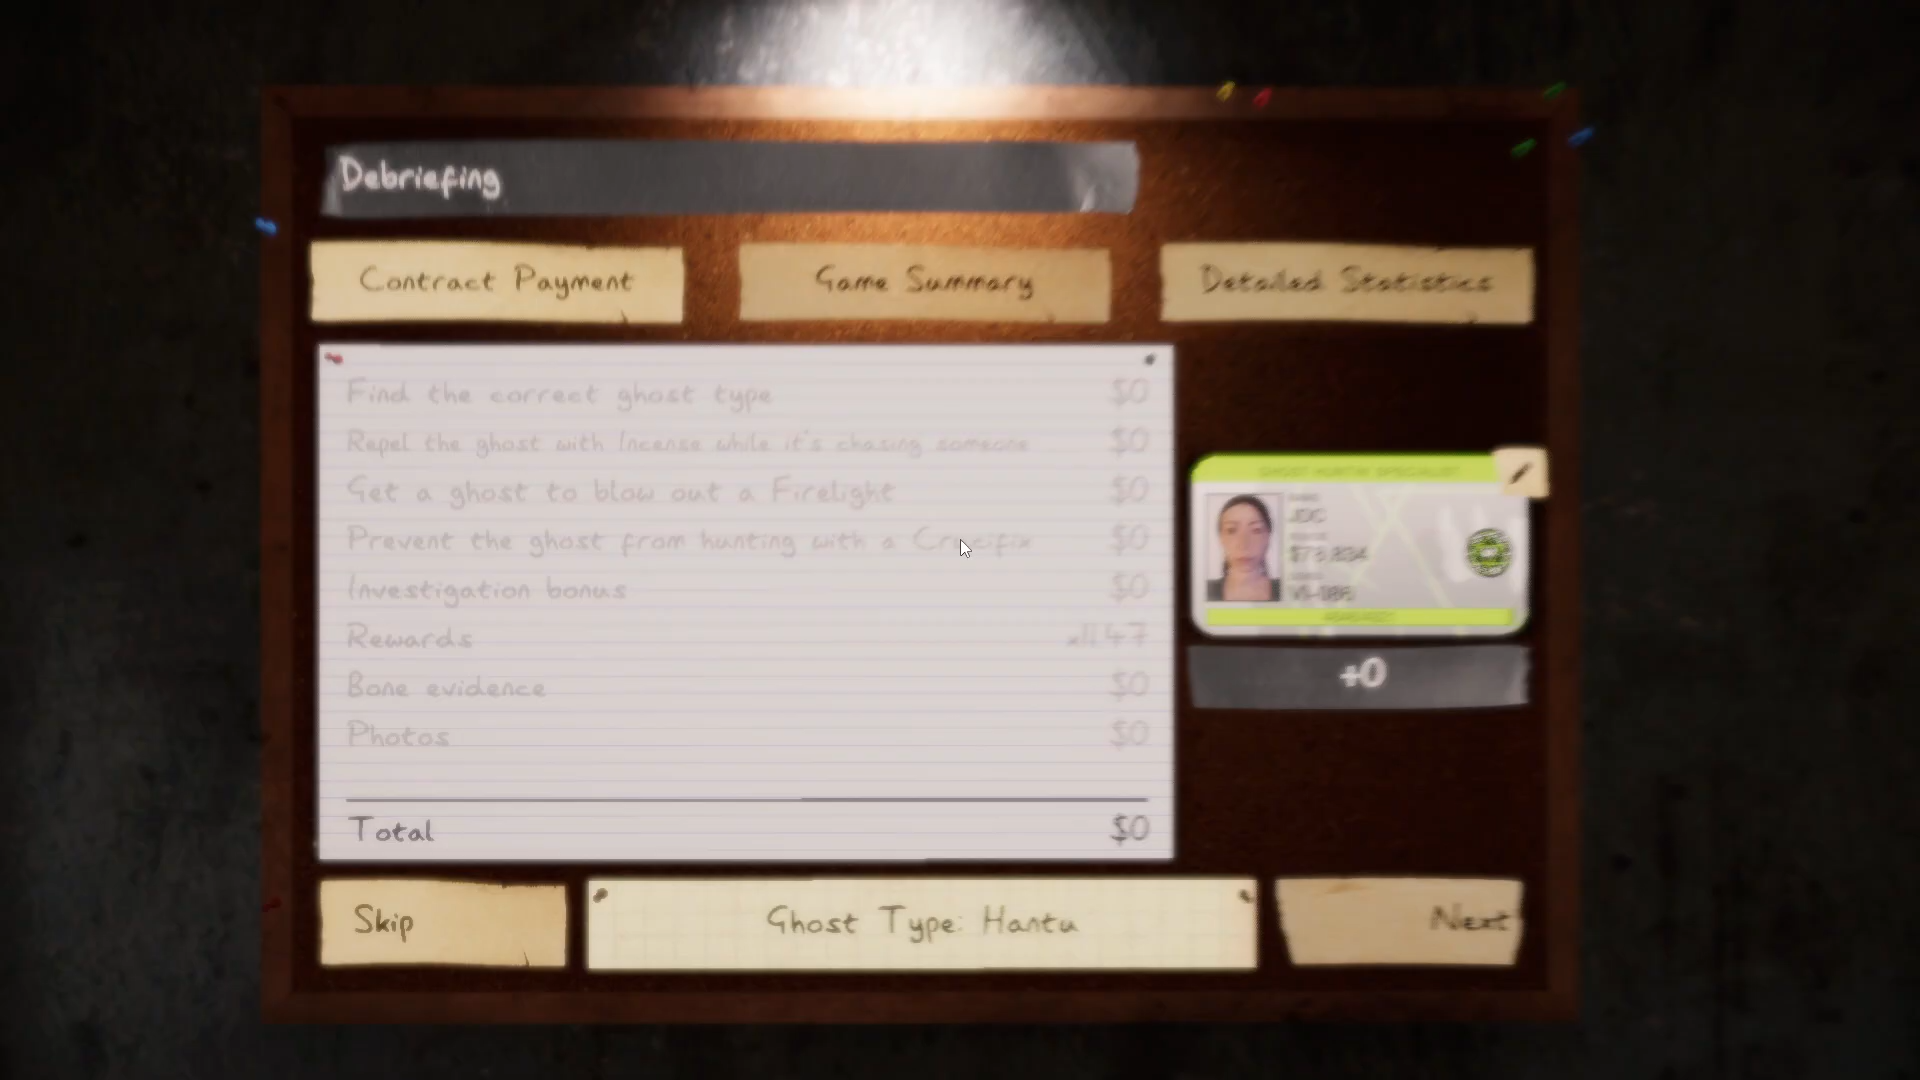 Debriefing
Contract Payment
Game Summary
Detailed Statistics
Find the correct ghost type $0
Repel the ghost with Incense while it's chasing someone $0
Get a ghost to blow out a Firelight $0
Prevent the ghost from hunting with a Crucifix $0
Investigation bonus $0
Rewards
Bone evidence $0
Photos $0
Total $0
JDC
+0
Skip
Ghost Type: Hantu
Next